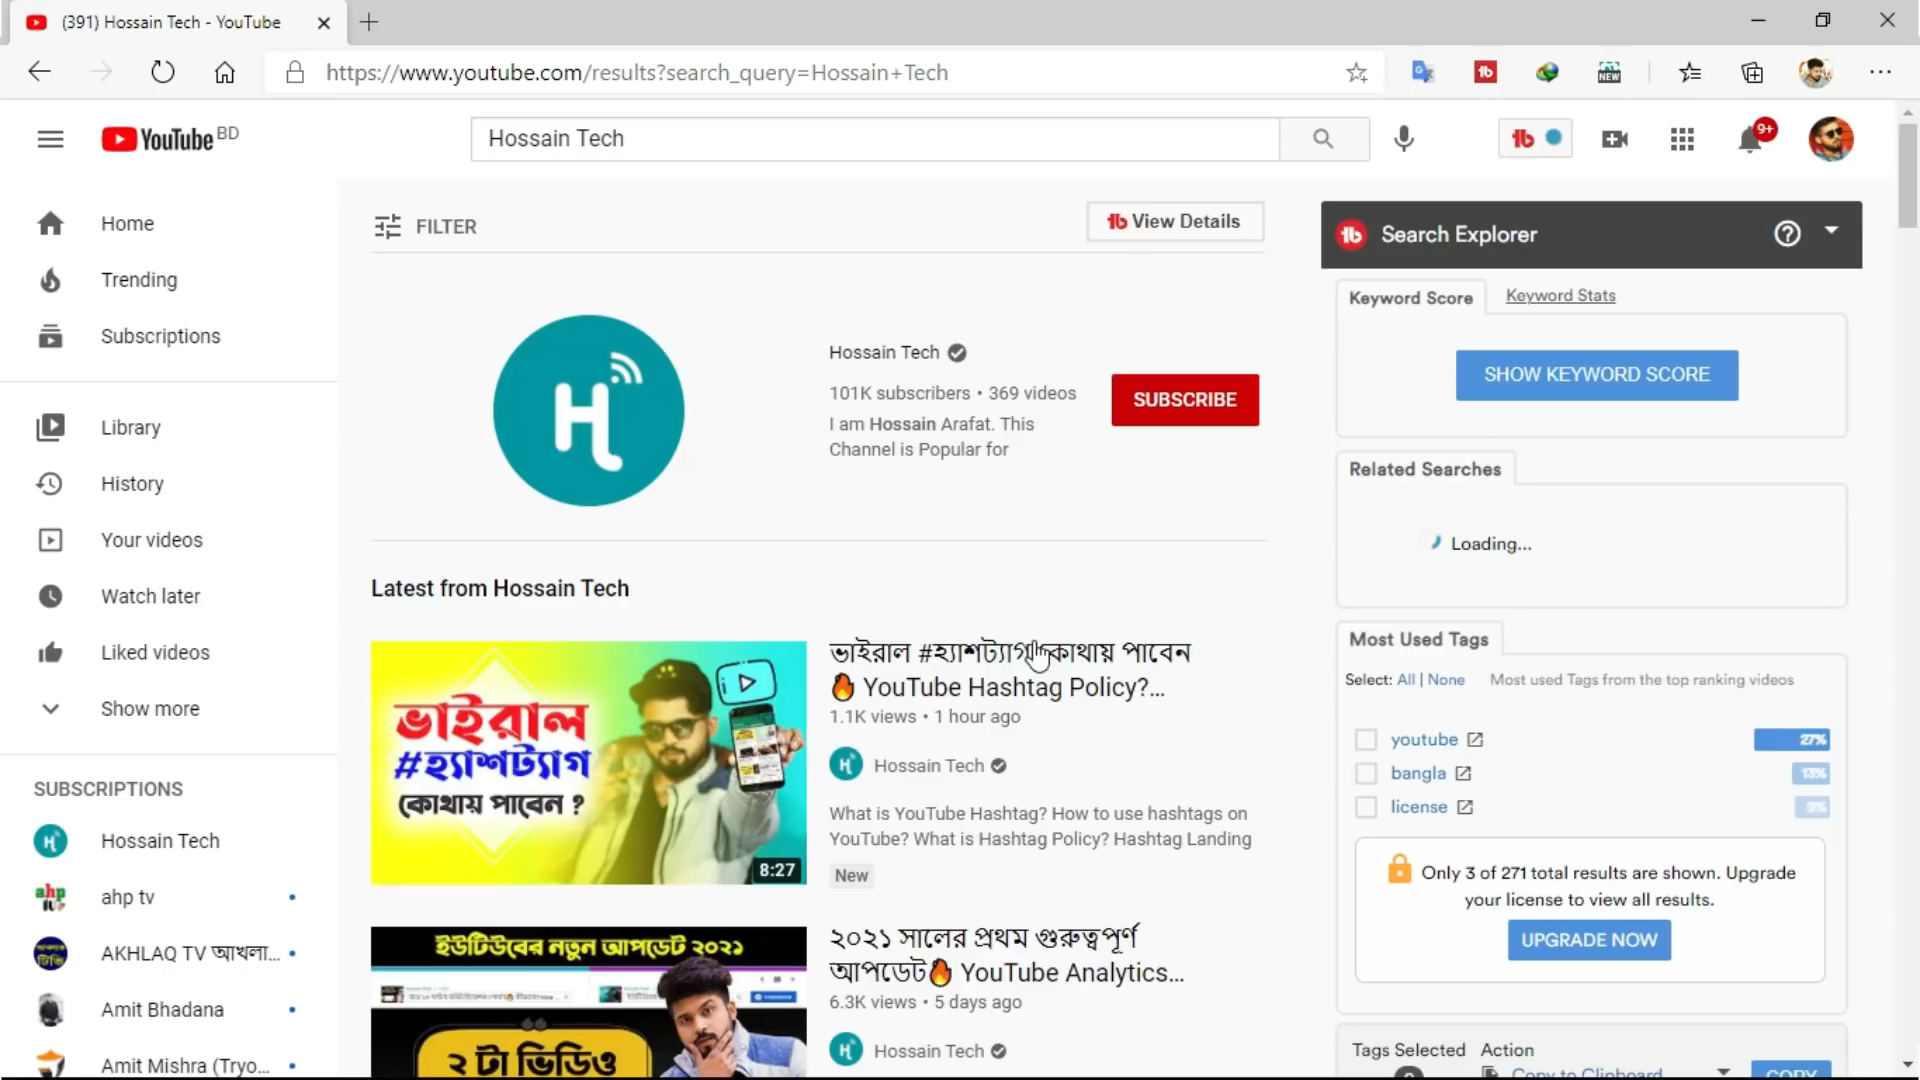 (391) Hossain Tech - YouTube
https://www.youtube.com/results?search_query=Hossain+Tech
NEW
YouTube BD
Hossain Tech
9+
Home
Trending
Subscriptions
Library
History
Your videos
Watch later
Liked videos
Show more
SUBSCRIPTIONS
Hossain Tech
ahp tv
AKHLAQ TV আখলা...
Amit Bhadana
Amit Mishra (Tryo...
FILTER
View Details
Hossain Tech
101K subscribers • 369 videos
I am Hossain Arafat. This
Channel is Popular for
SUBSCRIBE
Latest from Hossain Tech
ভাইরাল
#হ্যাশট্যাগ
কোথায় পাবেন ?
8:27
ভাইরাল #হ্যাশট্যাগ কোথায় পাবেন
🔥 YouTube Hashtag Policy?...
1.1K views • 1 hour ago
Hossain Tech
What is YouTube Hashtag? How to use hashtags on
YouTube? What is Hashtag Policy? Hashtag Landing
New
ইউটিউবের নতুন আপডেট ২০২১
২ টা ভিডিও
২০২১ সালের প্রথম গুরুত্বপূর্ণ
আপডেট🔥 YouTube Analytics...
6.3K views • 5 days ago
Hossain Tech
Search Explorer
Keyword Score
Keyword Stats
SHOW KEYWORD SCORE
Related Searches
Loading...
Most Used Tags
Select: All | None Most used Tags from the top ranking videos
youtube 27%
bangla 13%
license 9%
Only 3 of 271 total results are shown. Upgrade
your license to view all results.
UPGRADE NOW
Tags Selected Action
Copy to Clipboard COPY